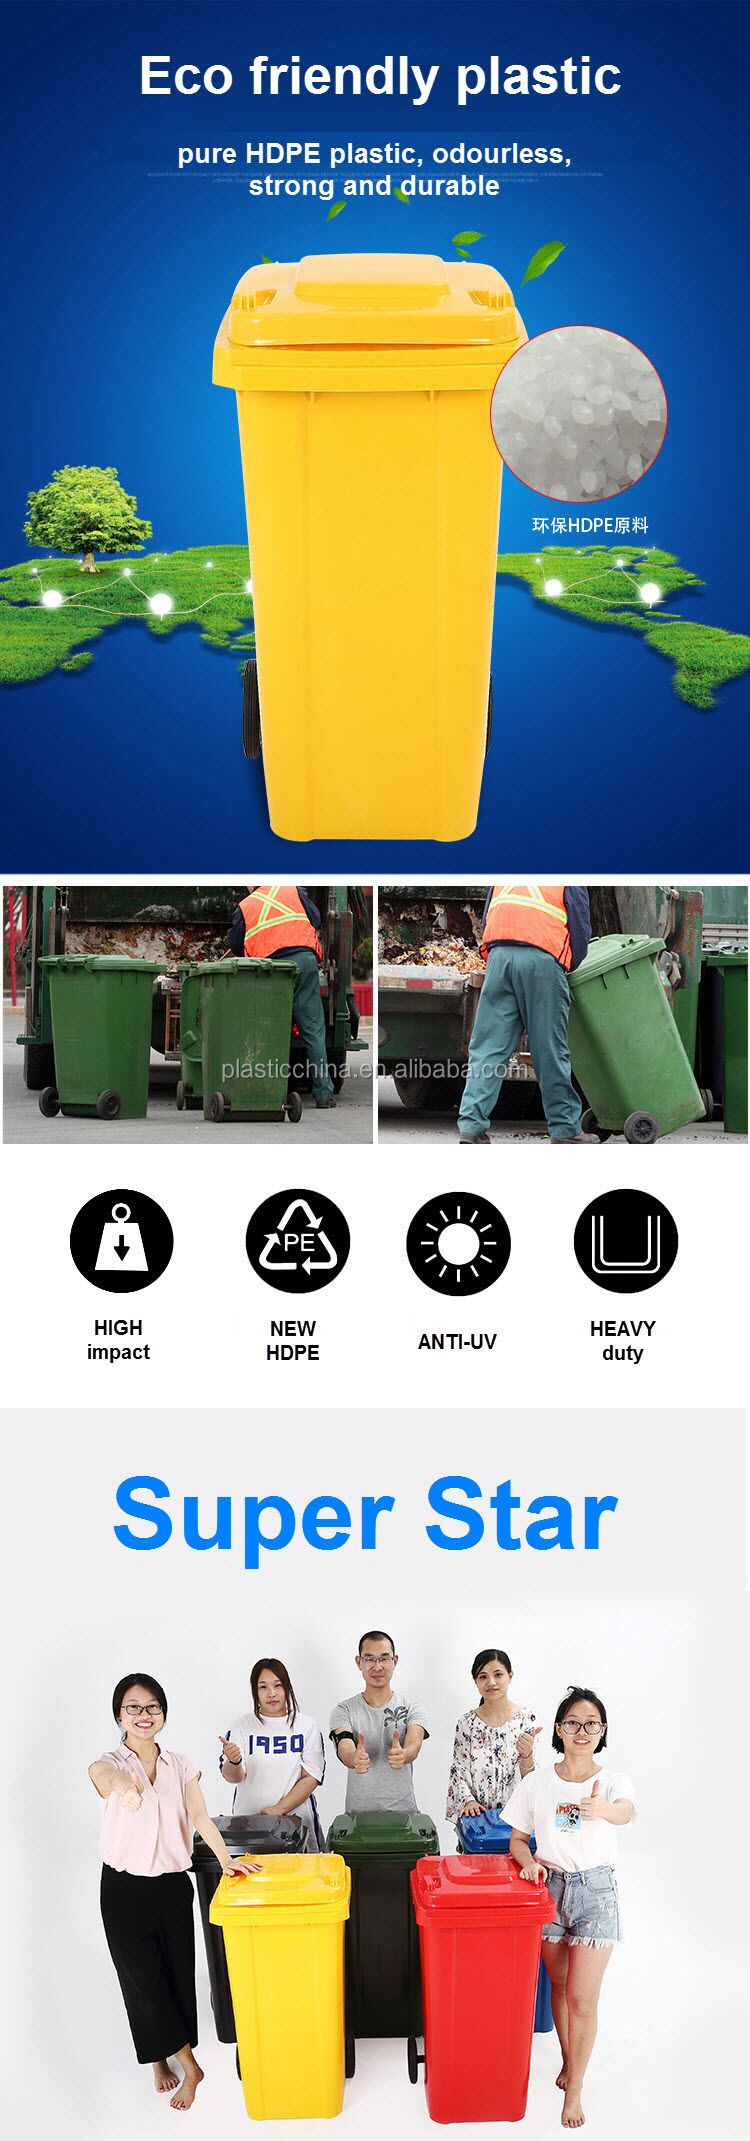 Eco friendly plastic
pure HDPE plastic, odourless,
strong and durable
环保HDPE原料
plasticchina.en.alibaba.com
PE
HIGH
impact
NEW
HDPE
ANTI-UV
HEAVY
duty
Super Star
1950